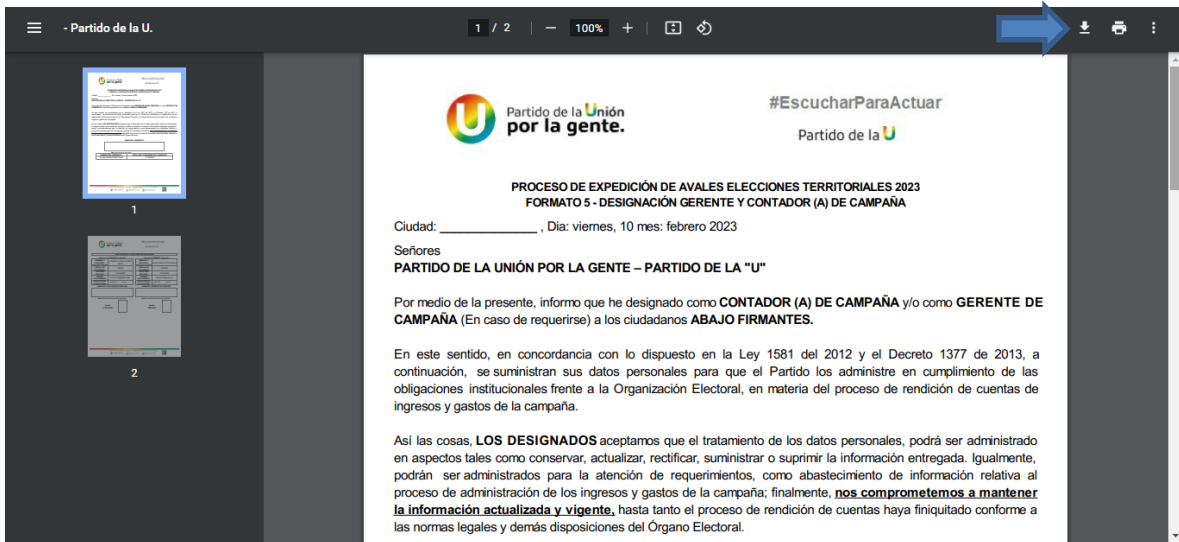 - Partido de la U.
1 / 2
100%
Partido de la Unión
por la gente.
#EscucharParaActuar
Partido de la U
PROCESO DE EXPEDICIÓN DE AVALES ELECCIONES TERRITORIALES 2023
FORMATO 5 - DESIGNACIÓN GERENTE Y CONTADOR (A) DE CAMPAÑA
Ciudad: _______________ , Dia: viernes, 10 mes: febrero 2023
Señores
PARTIDO DE LA UNIÓN POR LA GENTE – PARTIDO DE LA "U"
Por medio de la presente, informo que he designado como CONTADOR (A) DE CAMPAÑA y/o como GERENTE DE
CAMPAÑA (En caso de requerirse) a los ciudadanos ABAJO FIRMANTES.
En este sentido, en concordancia con lo dispuesto en la Ley 1581 del 2012 y el Decreto 1377 de 2013, a
continuación, se suministran sus datos personales para que el Partido los administre en cumplimiento de las
obligaciones institucionales frente a la Organización Electoral, en materia del proceso de rendición de cuentas de
ingresos y gastos de la campaña.
Así las cosas, LOS DESIGNADOS aceptamos que el tratamiento de los datos personales, podrá ser administrado
en aspectos tales como conservar, actualizar, rectificar, suministrar o suprimir la información entregada. Igualmente,
podrán ser administrados para la atención de requerimientos, como abastecimiento de información relativa al
proceso de administración de los ingresos y gastos de la campaña; finalmente, nos comprometemos a mantener
la información actualizada y vigente, hasta tanto el proceso de rendición de cuentas haya finiquitado conforme a
las normas legales y demás disposiciones del Órgano Electoral.
1
2